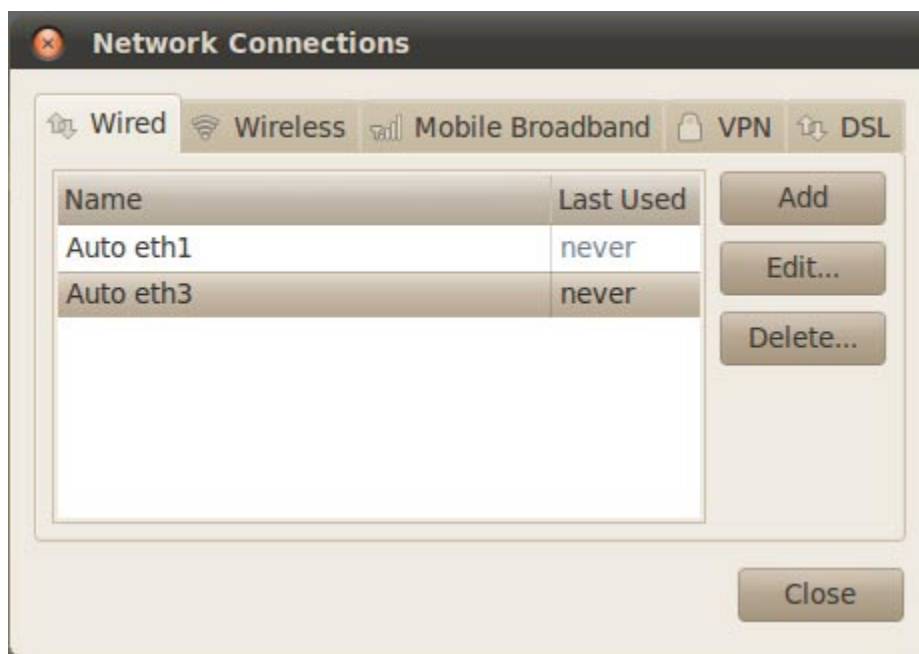 Network Connections
Wired Wireless Mobile Broadband VPN DSL
Name Last Used
Auto eth1 never
Auto eth3 never
Add
Edit...
Delete...
Close